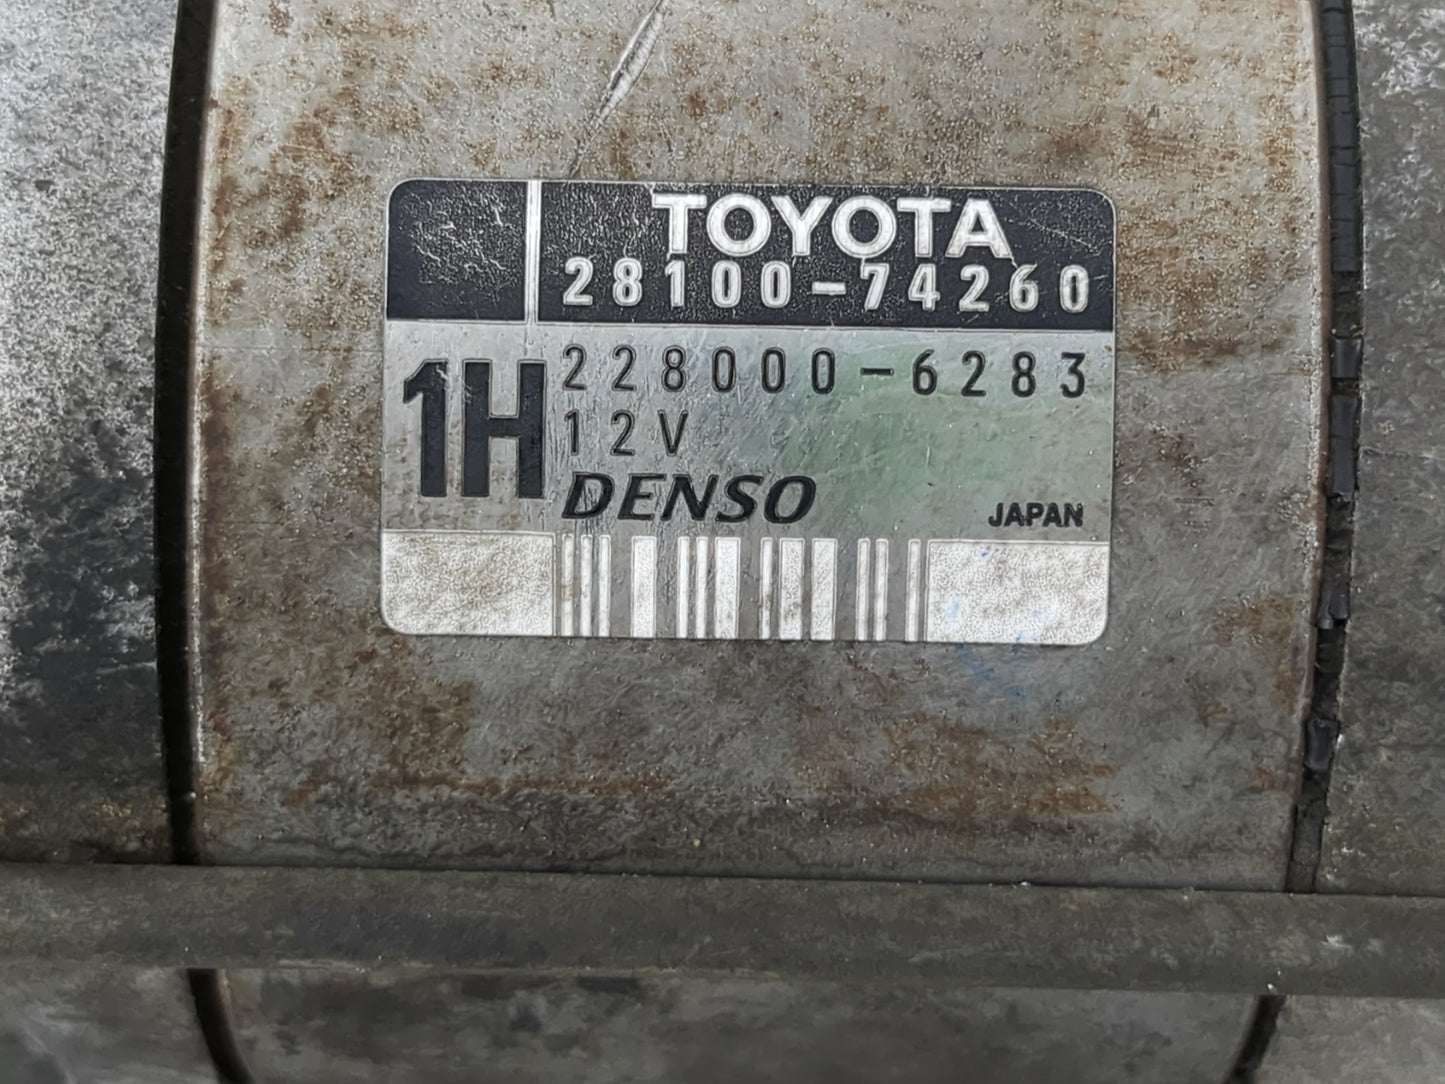 TOYOTA
28100-74260
1H
228000-6283
12V
DENSO
JAPAN